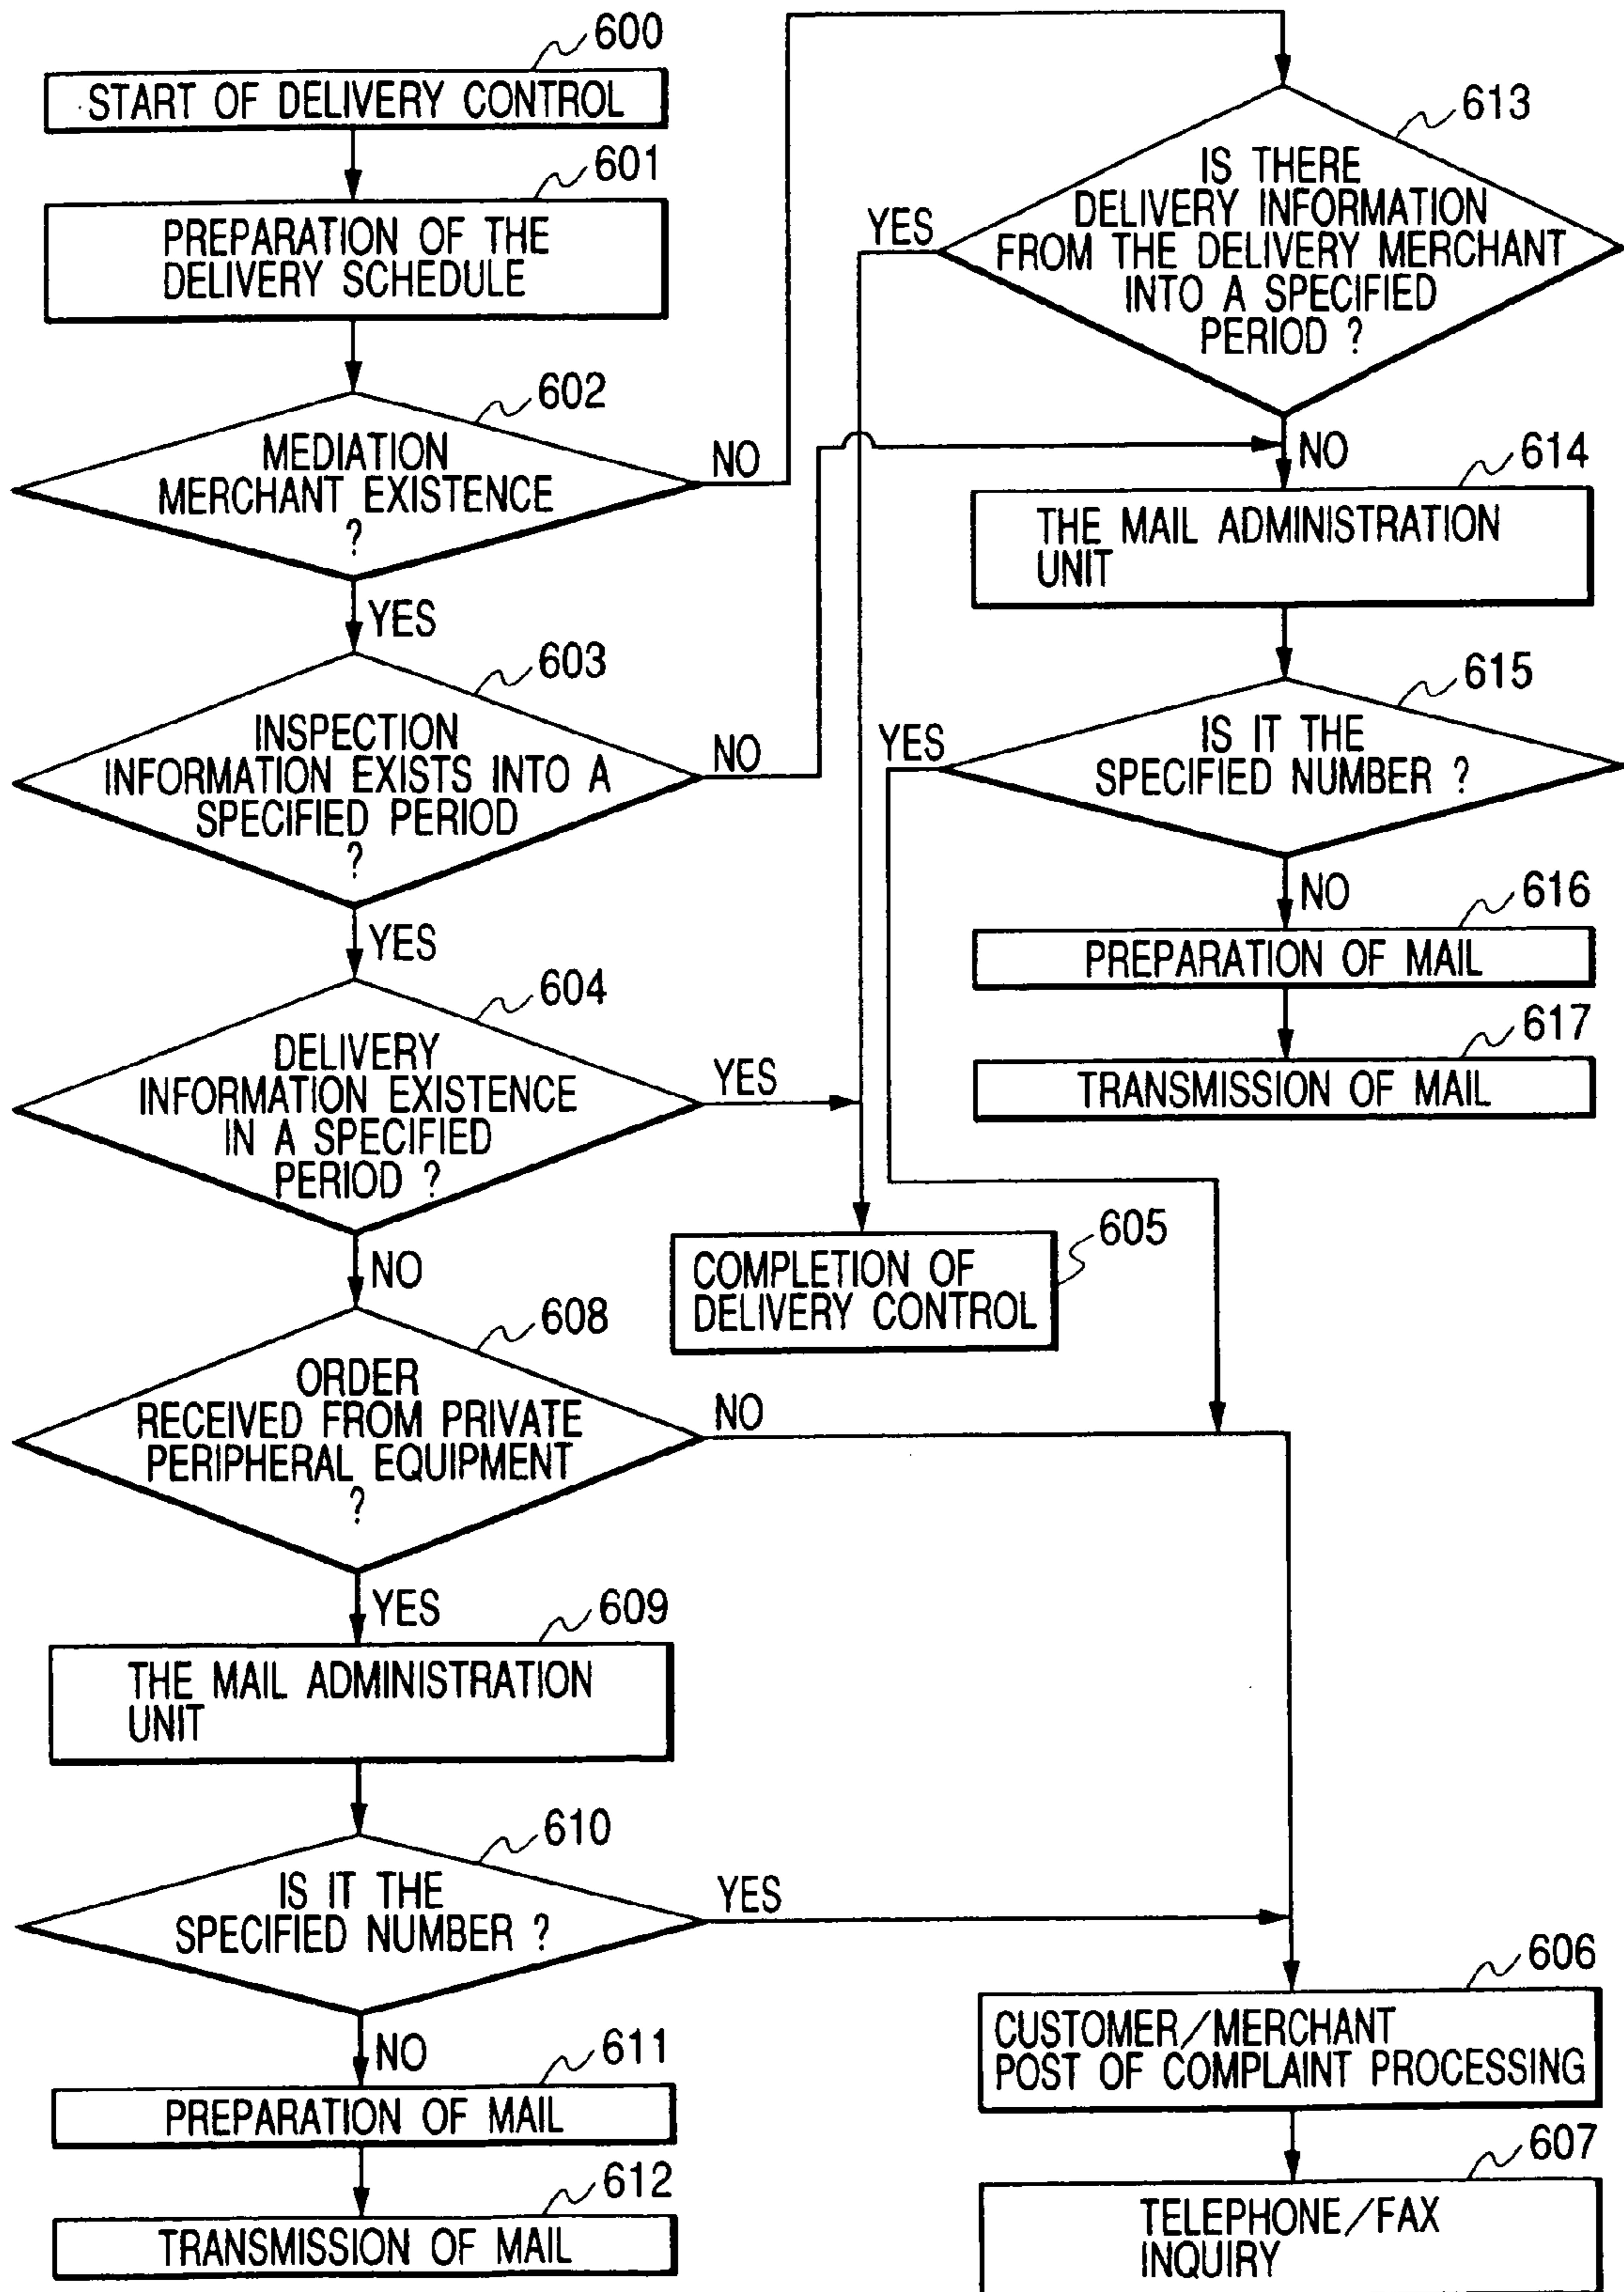 600
START OF DELIVERY CONTROL
601
PREPARATION OF THE
DELIVERY SCHEDULE
602
MEDIATION
MERCHANT EXISTENCE
?
NO
YES
603
INSPECTION
INFORMATION EXISTS INTO A
SPECIFIED PERIOD
?
NO
YES
604
DELIVERY
INFORMATION EXISTENCE
IN A SPECIFIED
PERIOD ?
YES
NO
605
COMPLETION OF
DELIVERY CONTROL
608
ORDER
RECEIVED FROM PRIVATE
PERIPHERAL EQUIPMENT
?
NO
YES
609
THE MAIL ADMINISTRATION
UNIT
610
IS IT THE
SPECIFIED NUMBER ?
YES
NO
611
PREPARATION OF MAIL
612
TRANSMISSION OF MAIL
613
IS THERE
DELIVERY INFORMATION
FROM THE DELIVERY MERCHANT
INTO A SPECIFIED
PERIOD ?
YES
NO
614
THE MAIL ADMINISTRATION
UNIT
615
IS IT THE
SPECIFIED NUMBER ?
YES
NO
616
PREPARATION OF MAIL
617
TRANSMISSION OF MAIL
606
CUSTOMER/MERCHANT
POST OF COMPLAINT PROCESSING
607
TELEPHONE/FAX
INQUIRY